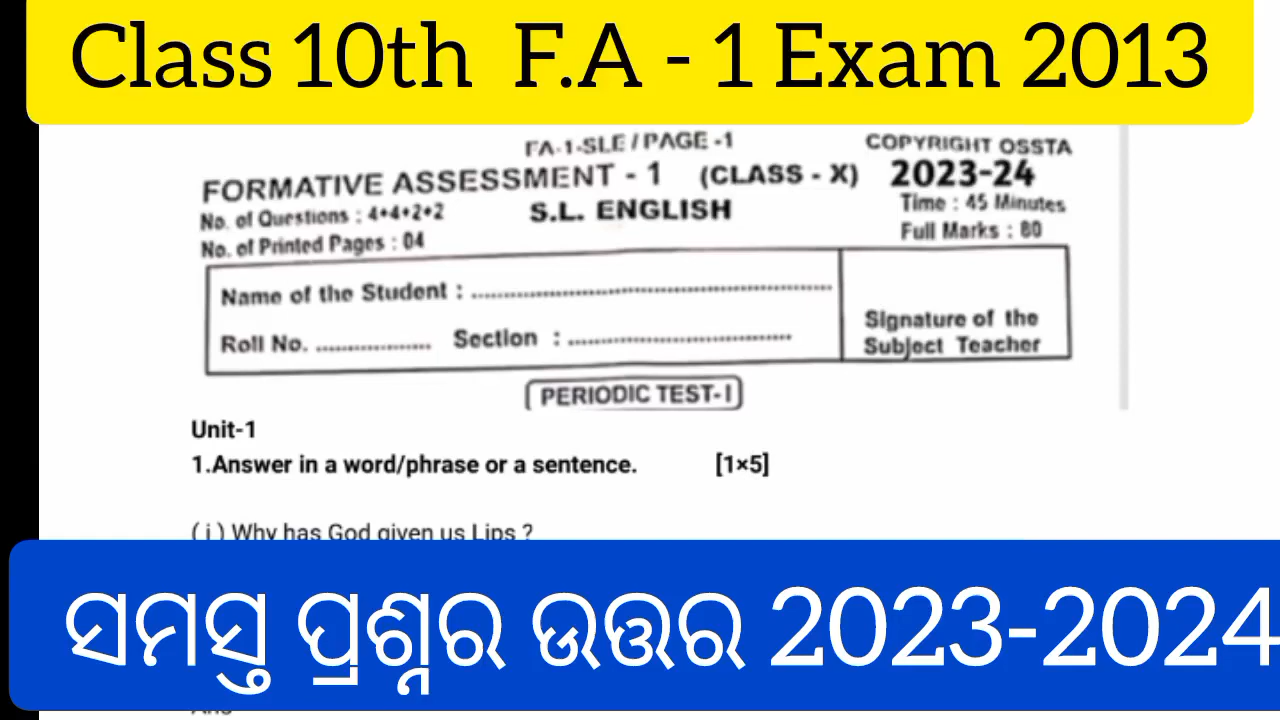 Class 10th F.A - 1 Exam 2013
FA-1-SLE / PAGE -1
COPYRIGHT OSSTA
FORMATIVE ASSESSMENT - 1 (CLASS - X) 2023-24
No. of Questions : 4+4+2+2
S.L. ENGLISH
Time : 45 Minutes
No. of Printed Pages : 04
Full Marks : 80
Name of the Student :
Roll No. Section :
Signature of the
Subject Teacher
PERIODIC TEST-I
Unit-1
1.Answer in a word/phrase or a sentence. [1×5]
( i ) Why has God given us Lips ?
ସମସ୍ତ ପ୍ରଶ୍ନର ଉତ୍ତର 2023-2024